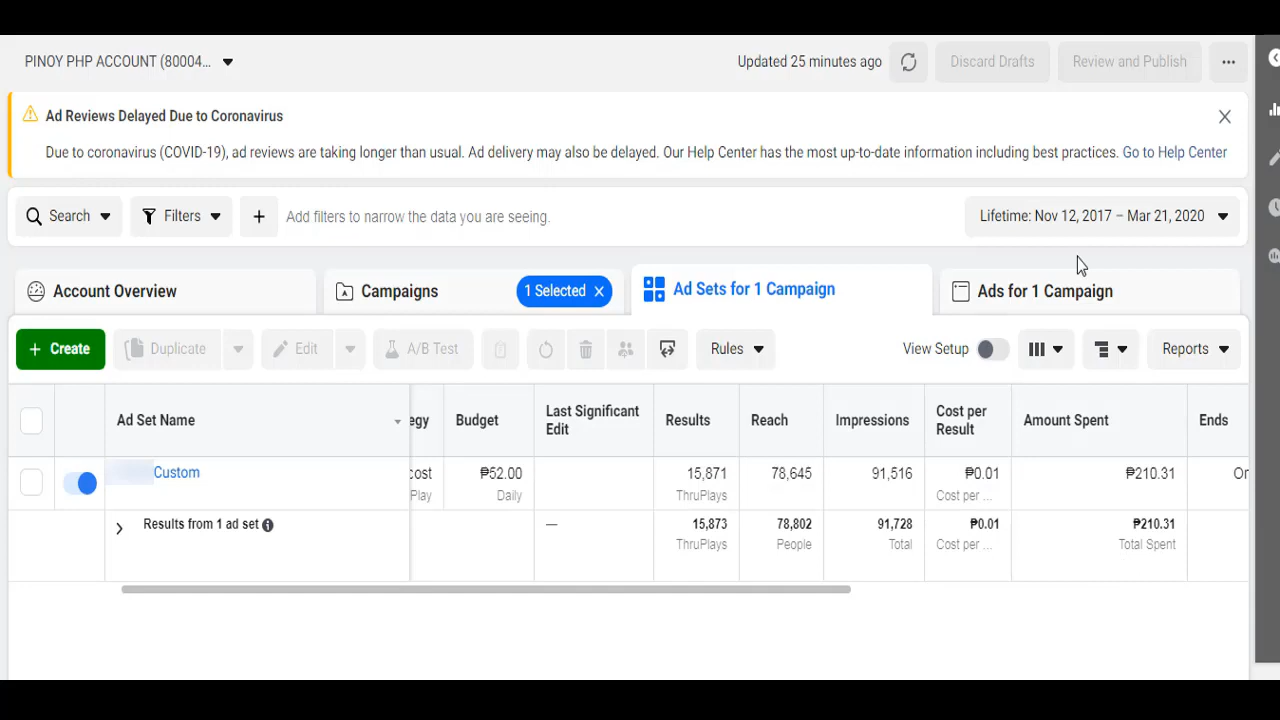 PINOY PHP ACCOUNT (80004...
Updated 25 minutes ago
Discard Drafts
Review and Publish
Ad Reviews Delayed Due to Coronavirus
Due to coronavirus (COVID-19), ad reviews are taking longer than usual. Ad delivery may also be delayed. Our Help Center has the most up-to-date information including best practices. Go to Help Center
Search
Filters
Add filters to narrow the data you are seeing.
Lifetime: Nov 12, 2017 – Mar 21, 2020
Account Overview
Campaigns
1 Selected
Ad Sets for 1 Campaign
Ads for 1 Campaign
+ Create
Duplicate
Edit
A/B Test
Rules
View Setup
Reports
Ad Set Name
egy
Budget
Last Significant
Edit
Results
Reach
Impressions
Cost per
Result
Amount Spent
Ends
Custom
cost
Play
₱52.00
Daily
15,871
ThruPlays
78,645
91,516
₱0.01
Cost per ...
₱210.31
Or
Results from 1 ad set
—
15,873
ThruPlays
78,802
People
91,728
Total
₱0.01
Cost per ...
₱210.31
Total Spent